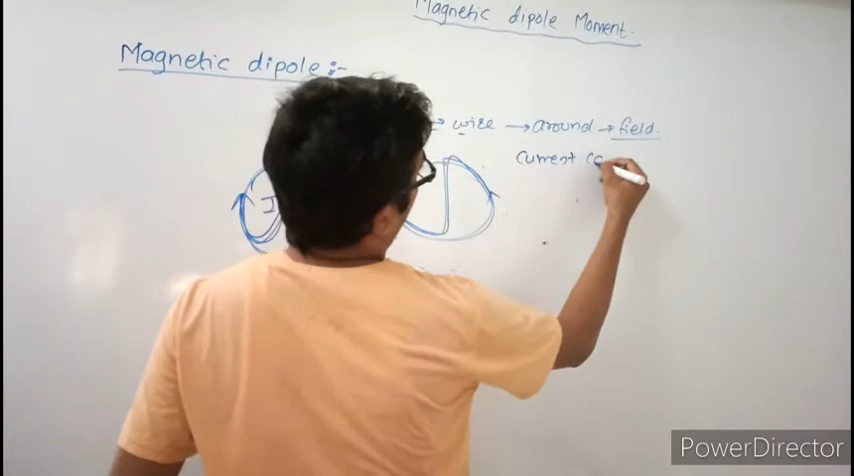 Magnetic dipole Moment.
Magnetic dipole :-
→ wire → around → field.
Current
I
PowerDirector